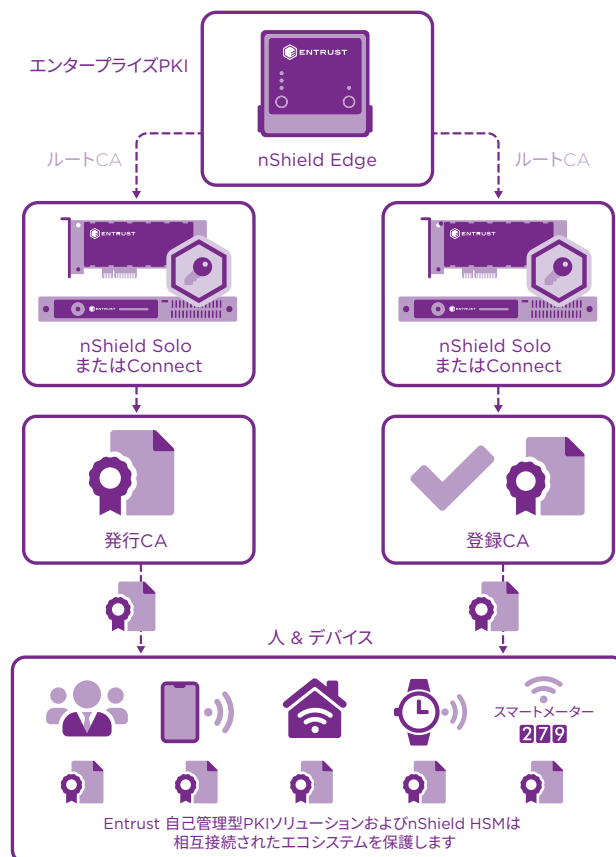 エンタープライズPKI
ENTRUST
nShield Edge
ルートCA
ルートCA
ENTRUST
ENTRUST
nShield Solo
またはConnect
ENTRUST
ENTRUST
nShield Solo
またはConnect
発行CA
登録CA
人 & デバイス
スマートメーター
279
Entrust 自己管理型PKIソリューションおよびnShield HSMは
相互接続されたエコシステムを保護します